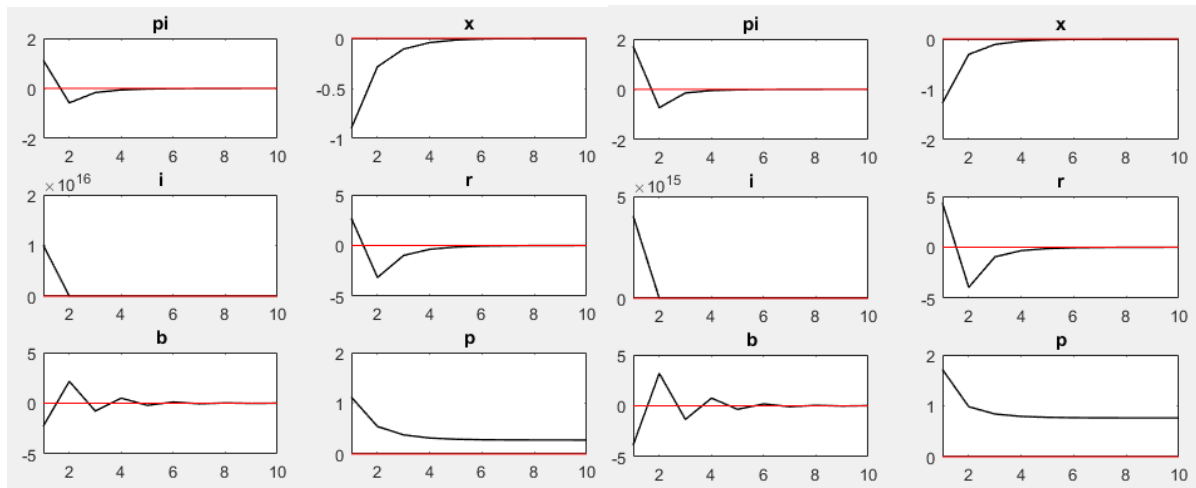 pi x pi x
2 0 2 0
0 -0.5 0 -1
-2 -1 -2 -2
2 4 6 8 10 2 4 6 8 10 2 4 6 8 10 2 4 6 8 10
×10^16 i r ×10^15 i r
2 5 5 5
1 0 0
0 -5 0 -5
2 4 6 8 10 2 4 6 8 10 2 4 6 8 10 2 4 6 8 10
b p b p
5 2 5 2
0 1 0 1
-5 0 -5 0
2 4 6 8 10 2 4 6 8 10 2 4 6 8 10 2 4 6 8 10